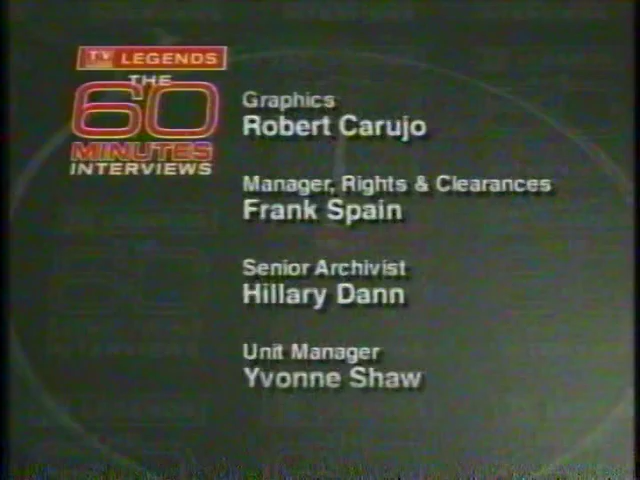 TV LEGENDS
THE
60
MINUTES
INTERVIEWS
Graphics
Robert Carujo
Manager, Rights & Clearances
Frank Spain
Senior Archivist
Hillary Dann
Unit Manager
Yvonne Shaw